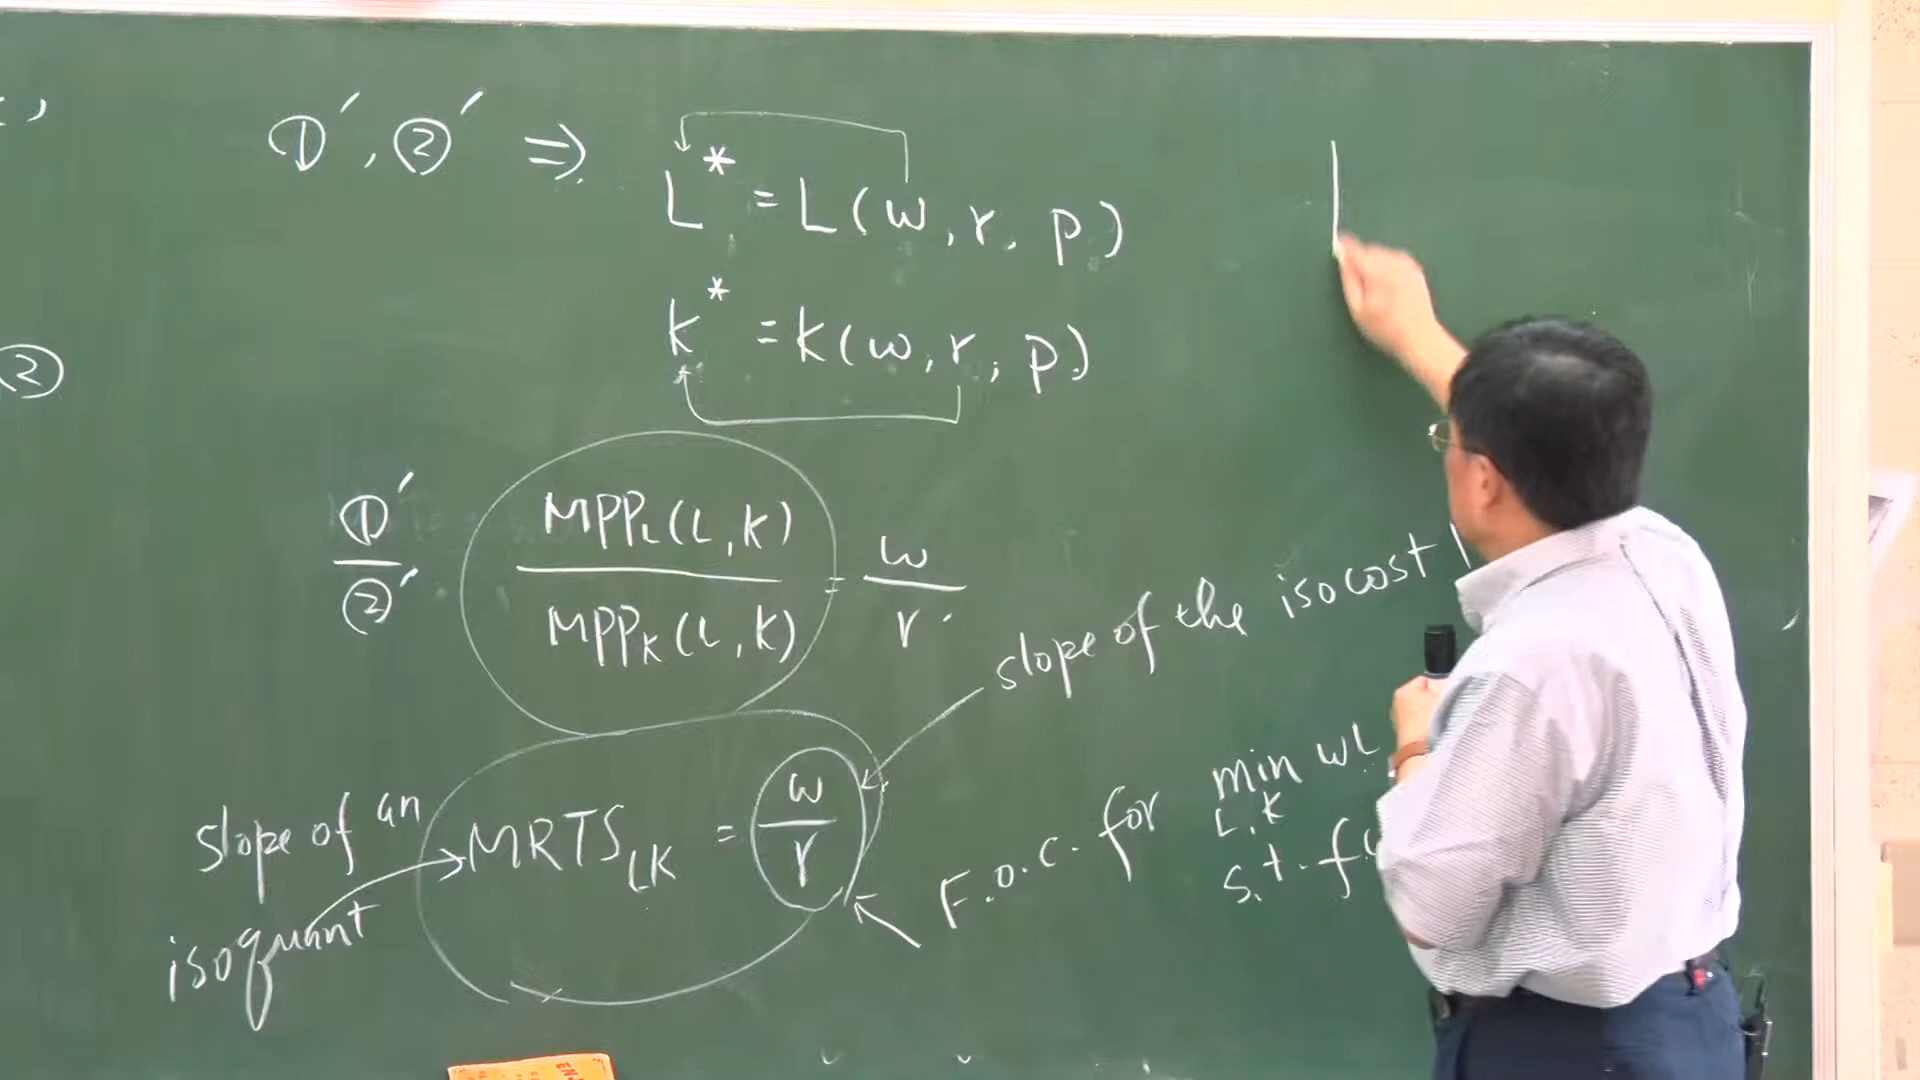 ①′, ②′ ⇒ L* = L(w, r, p)
②
K* = K(w, r, p)
①′/②′ MPP_L(L, K)/MPP_K(L, K) = w/r
slope of the isocost
slope of an isoquant
MRTS_LK = w/r
F.O.C. for min wL
L, K
s.t. f(